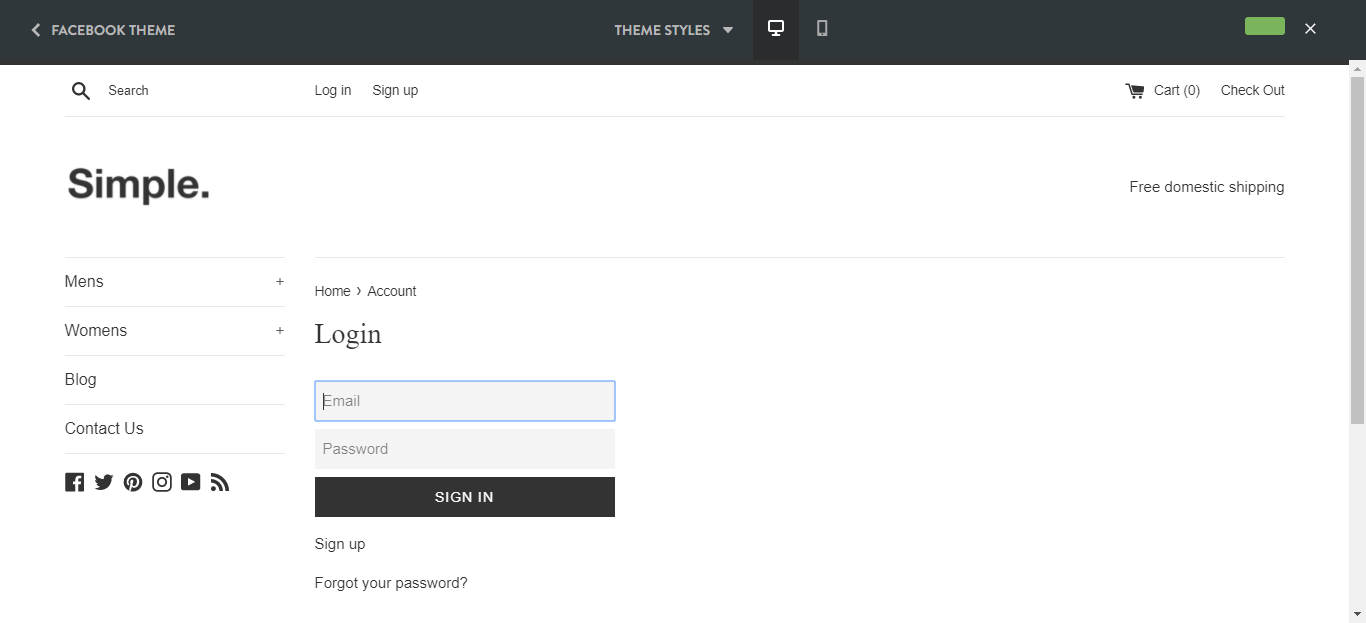 FACEBOOK THEME
THEME STYLES
Search
Log in
Sign up
Cart (0)
Check Out
Simple.
Free domestic shipping
Mens +
Womens +
Blog
Contact Us
Home › Account
Login
Email
Password
SIGN IN
Sign up
Forgot your password?